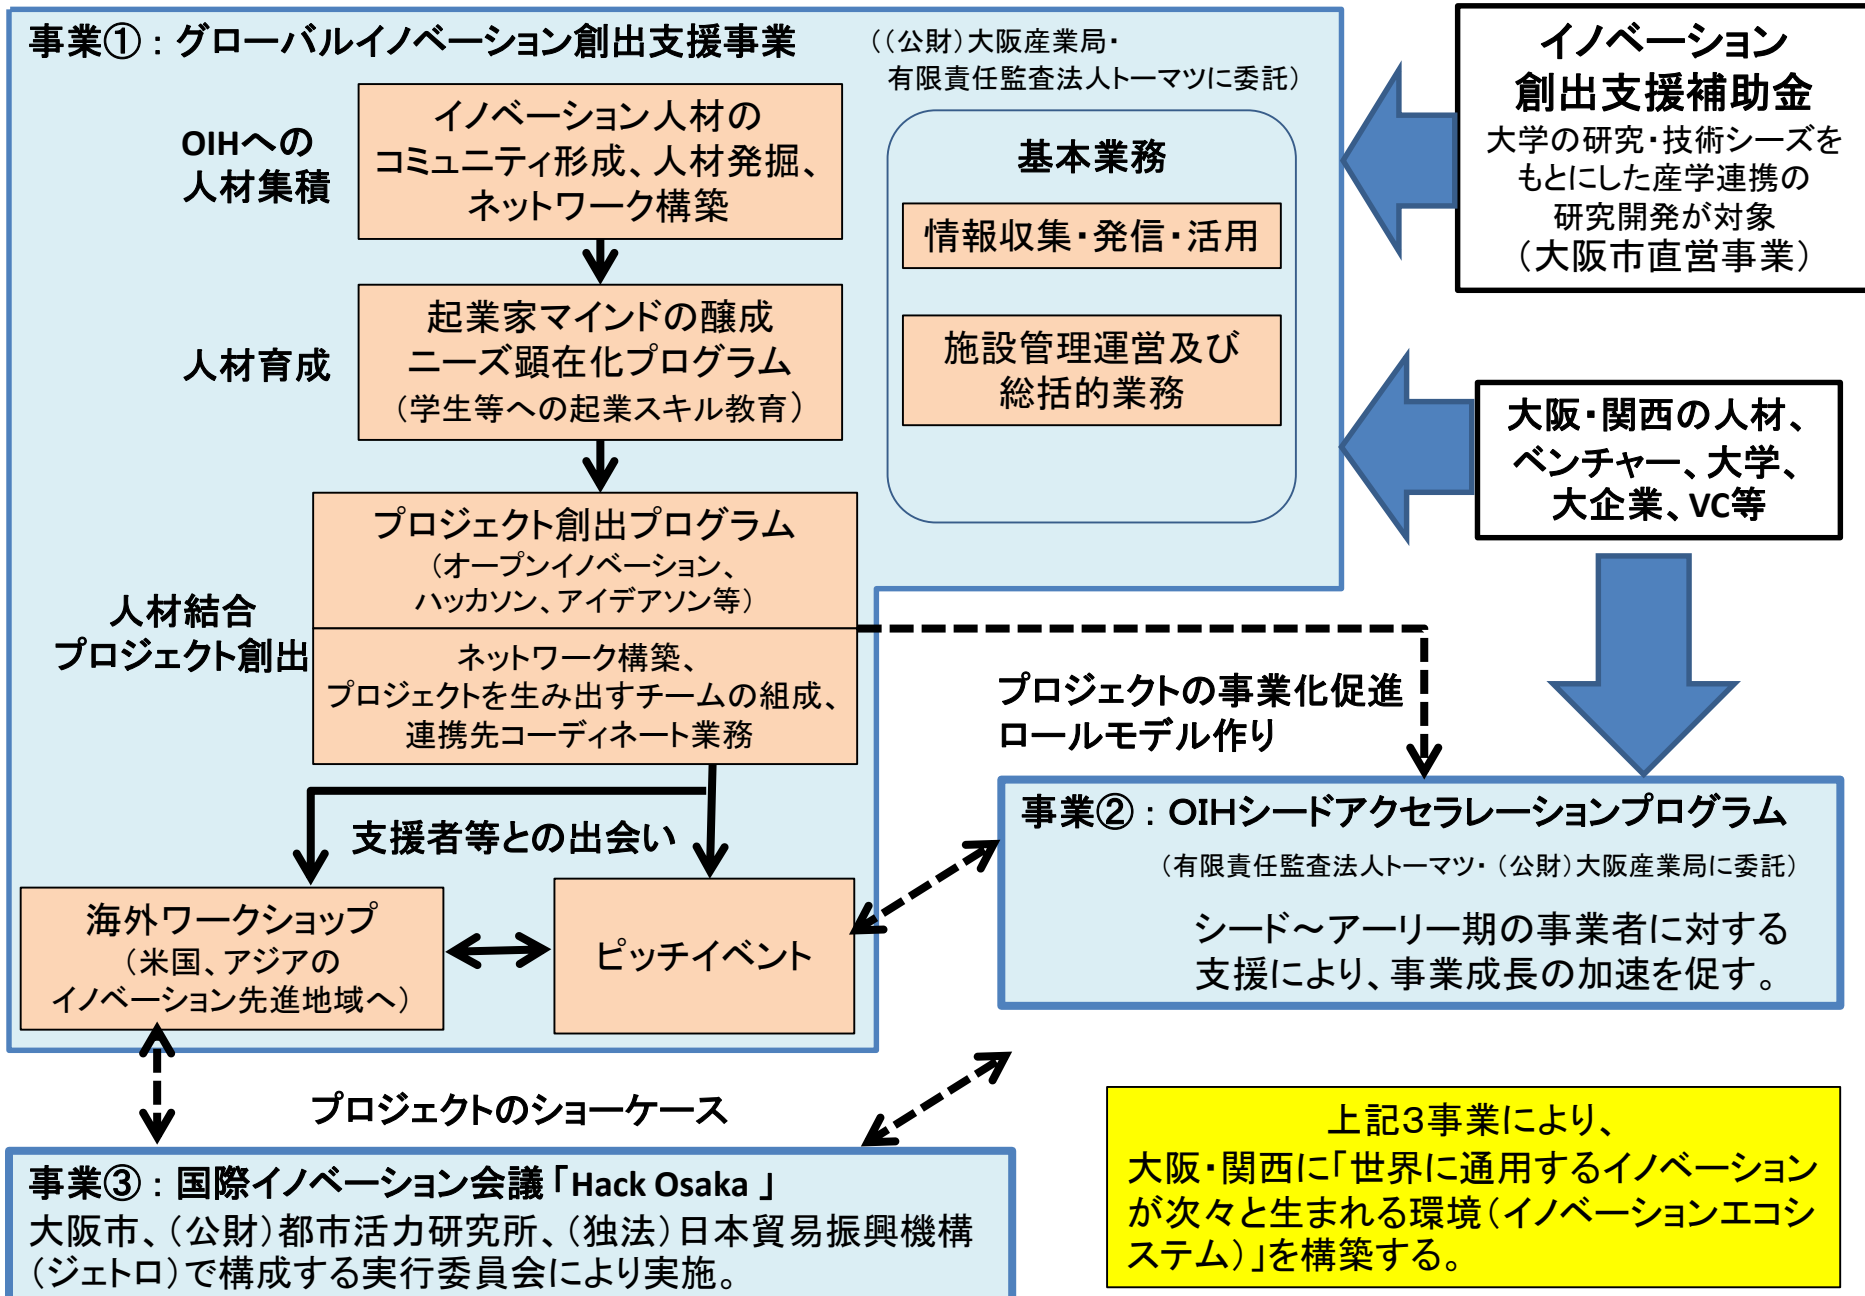 事業①：グローバルイノベーション創出支援事業
（（公財）大阪産業局・
有限責任監査法人トーマツに委託）
OIHへの
人材集積
イノベーション人材の
コミュニティ形成、人材発掘、
ネットワーク構築
人材育成
起業家マインドの醸成
ニーズ顕在化プログラム
（学生等への起業スキル教育）
人材結合
プロジェクト創出
プロジェクト創出プログラム
（オープンイノベーション、
ハッカソン、アイデアソン等）
ネットワーク構築、
プロジェクトを生み出すチームの組成、
連携先コーディネート業務
支援者等との出会い
海外ワークショップ
（米国、アジアの
イノベーション先進地域へ）
ピッチイベント
基本業務
情報収集・発信・活用
施設管理運営及び
総括的業務
イノベーション
創出支援補助金
大学の研究・技術シーズを
もとにした産学連携の
研究開発が対象
（大阪市直営事業）
大阪・関西の人材、
ベンチャー、大学、
大企業、VC等
プロジェクトの事業化促進
ロールモデル作り
事業②：OIHシードアクセラレーションプログラム
（有限責任監査法人トーマツ・（公財）大阪産業局に委託）
シード～アーリー期の事業者に対する
支援により、事業成長の加速を促す。
プロジェクトのショーケース
事業③：国際イノベーション会議「Hack Osaka 」
大阪市、（公財）都市活力研究所、（独法）日本貿易振興機構
（ジェトロ）で構成する実行委員会により実施。
上記３事業により、
大阪・関西に「世界に通用するイノベーション
が次々と生まれる環境（イノベーションエコシ
ステム）」を構築する。